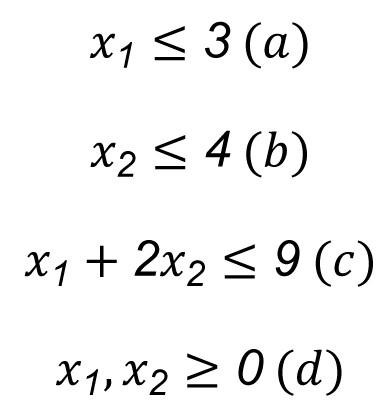 x₁ ≤ 3 (a)
x₂ ≤ 4 (b)
x₁ + 2x₂ ≤ 9 (c)
x₁, x₂ ≥ 0 (d)